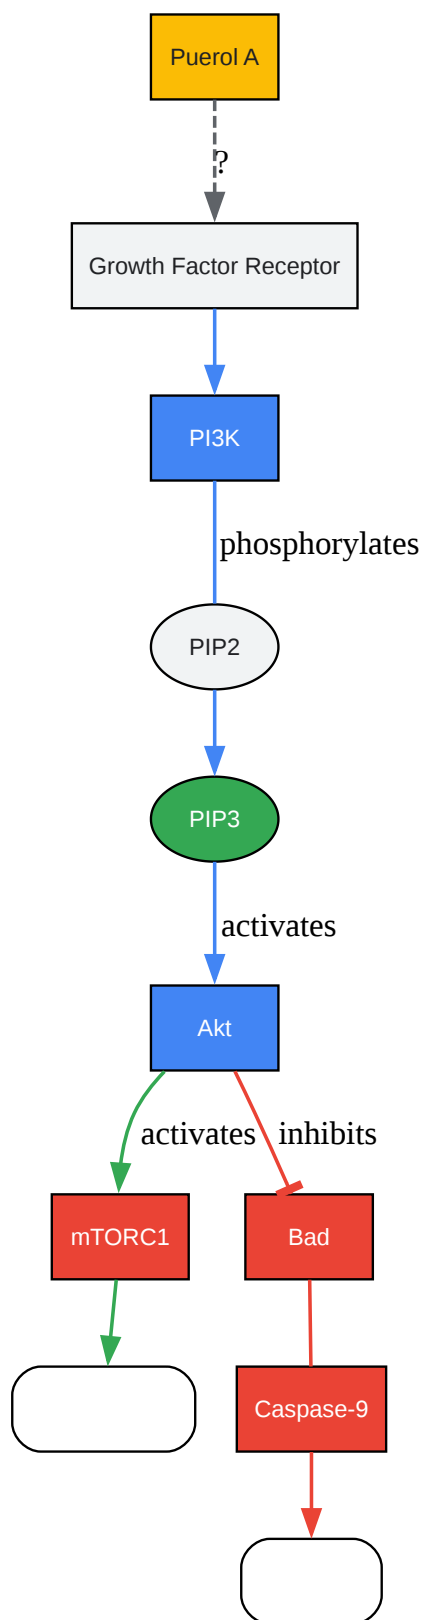 Puerol A
?
Growth Factor Receptor
PI3K
phosphorylates
PIP2
PIP3
activates
Akt
activates
inhibits
mTORC1
Bad
Caspase-9